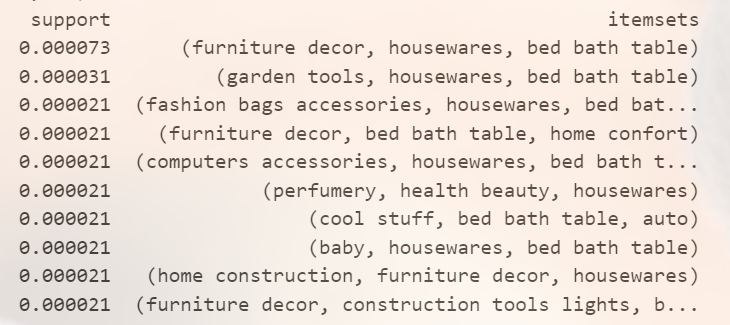 support itemsets
0.000073 (furniture decor, housewares, bed bath table)
0.000031 (garden tools, housewares, bed bath table)
0.000021 (fashion bags accessories, housewares, bed bat...
0.000021 (furniture decor, bed bath table, home confort)
0.000021 (computers accessories, housewares, bed bath t...
0.000021 (perfumery, health beauty, housewares)
0.000021 (cool stuff, bed bath table, auto)
0.000021 (baby, housewares, bed bath table)
0.000021 (home construction, furniture decor, housewares)
0.000021 (furniture decor, construction tools lights, b...